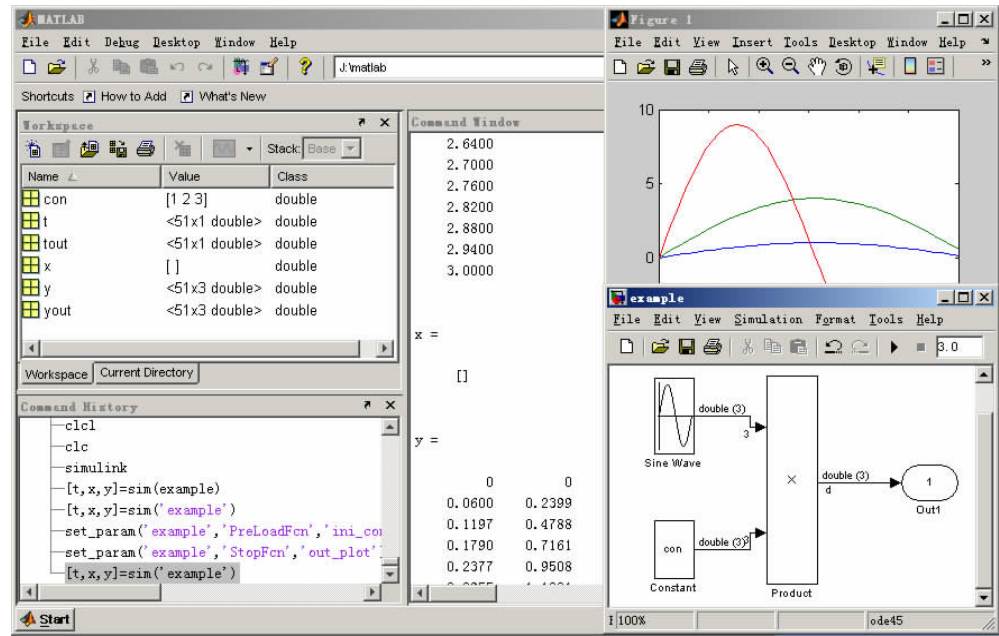 MATLAB
File Edit Debug Desktop Window Help
J:\matlab
Shortcuts How to Add What's New
Workspace
Stack: Base
Name Value Class
con [1 2 3] double
t <51x1 double> double
tout <51x1 double> double
x [ ] double
y <51x3 double> double
yout <51x3 double> double
Workspace Current Directory
Command History
clcl
clc
simulink
[t,x,y]=sim(example)
[t,x,y]=sim('example')
set_param('example','PreLoadFcn','ini_con
set_param('example','StopFcn','out_plot'
[t,x,y]=sim('example')
Start
Command Window
2.6400
2.7000
2.7600
2.8200
2.8800
2.9400
3.0000
x =
[]
y =
0 0
0.0600 0.2399
0.1197 0.4788
0.1790 0.7161
0.2377 0.9508
Figure 1
File Edit View Insert Tools Desktop Window Help
10
5
0
example
File Edit View Simulation Format Tools Help
3.0
double (3)
3
Sine Wave
×
double (3)
d
1
Out1
con
double (3)
3
Constant
Product
100%
ode45